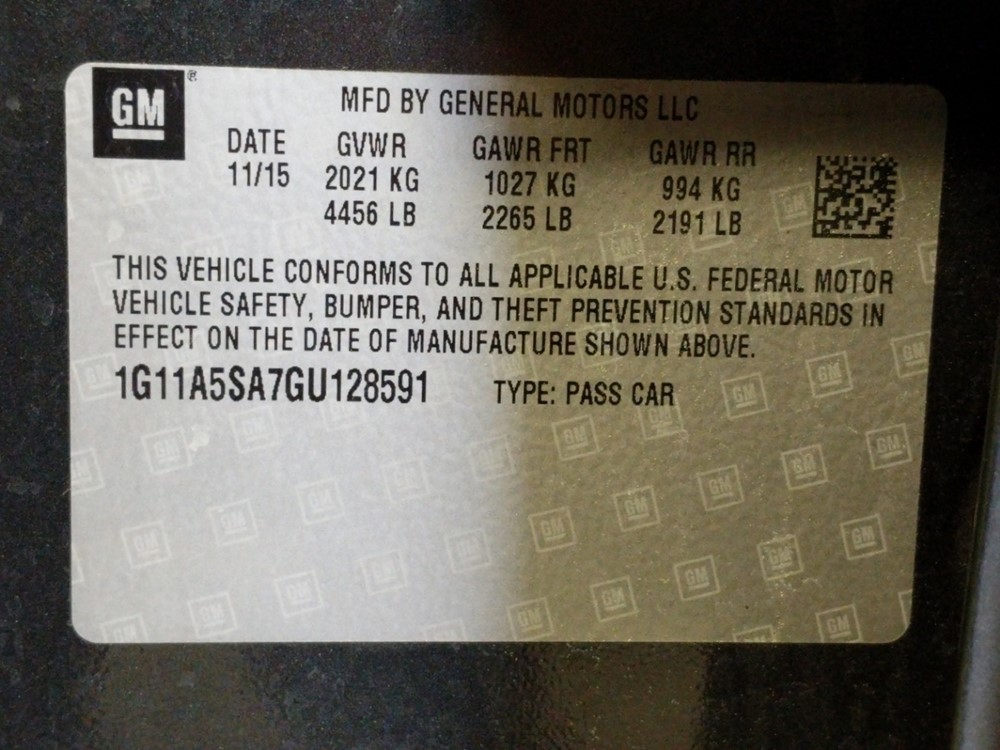 GM ®
MFD BY GENERAL MOTORS LLC
DATE GVWR GAWR FRT GAWR RR
11/15 2021 KG 1027 KG 994 KG
4456 LB 2265 LB 2191 LB
THIS VEHICLE CONFORMS TO ALL APPLICABLE U.S. FEDERAL MOTOR
VEHICLE SAFETY, BUMPER, AND THEFT PREVENTION STANDARDS IN
EFFECT ON THE DATE OF MANUFACTURE SHOWN ABOVE.
1G11A5SA7GU128591 TYPE: PASS CAR